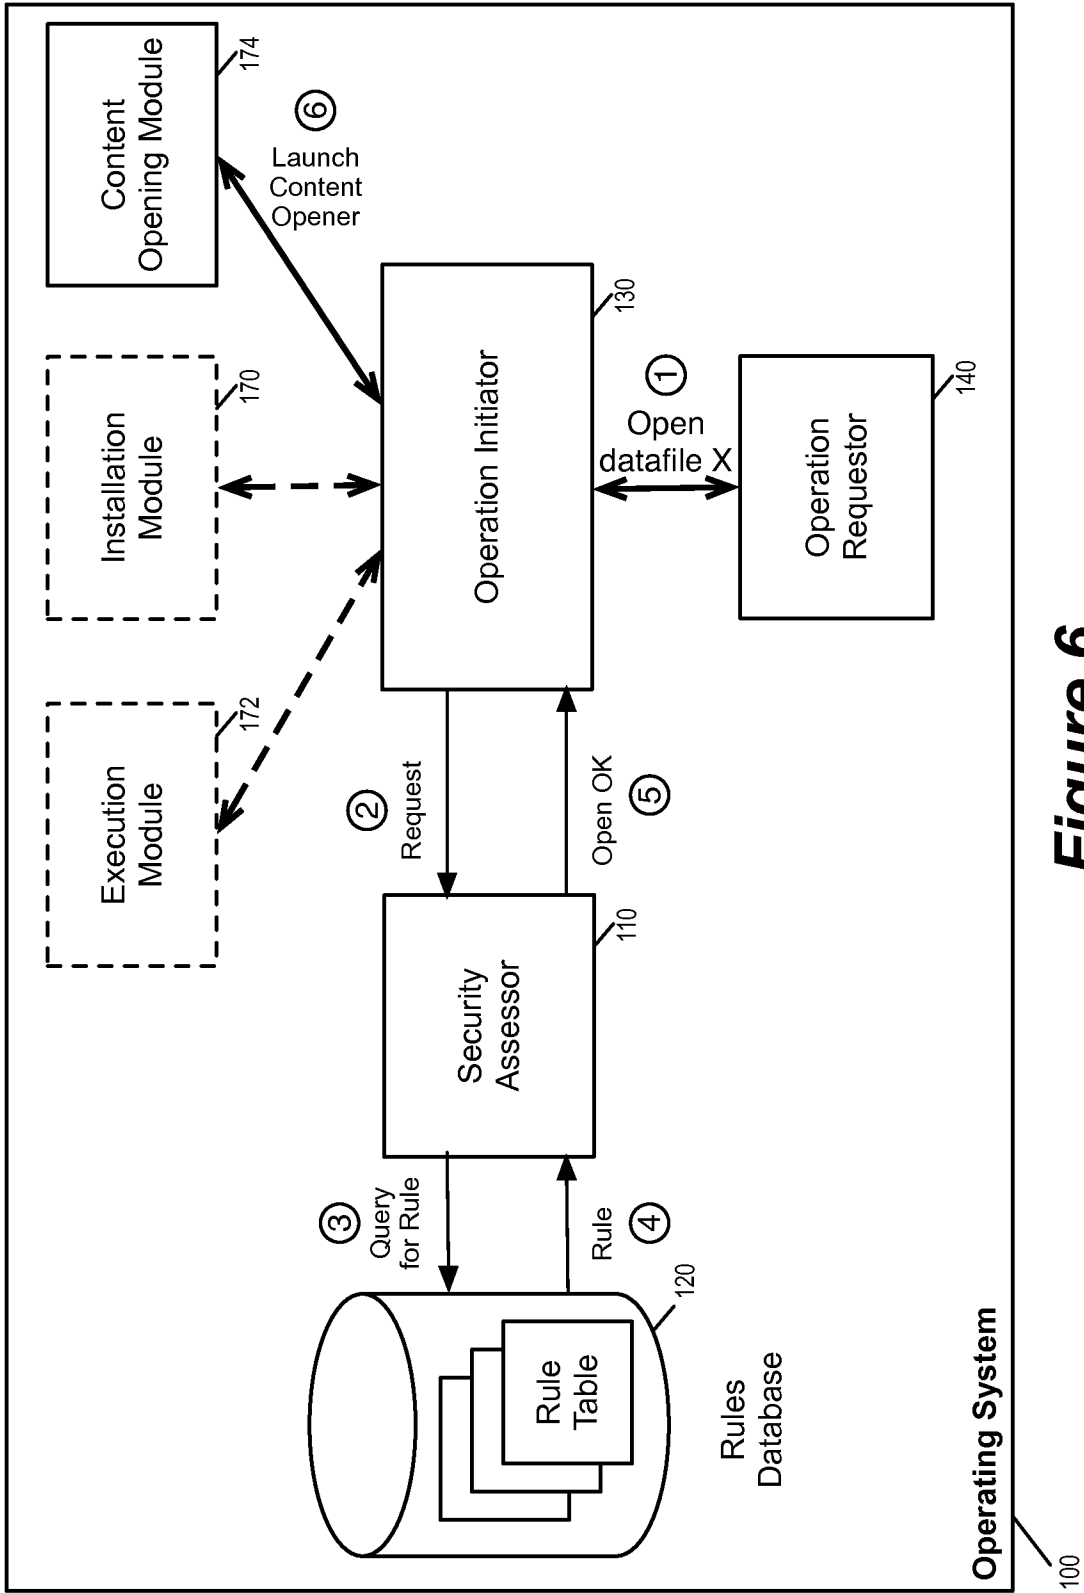 Execution
Module
172
Installation
Module
170
Content
Opening Module
174
6
Launch
Content
Opener
3
Query
for Rule
2
Request
Rule
Table
Security
Assessor
Operation Initiator
Rule
4
Open OK
5
120
110
130
Open
datafile X
1
Rules
Database
Operation
Requestor
140
Operating System
100
Figure 6